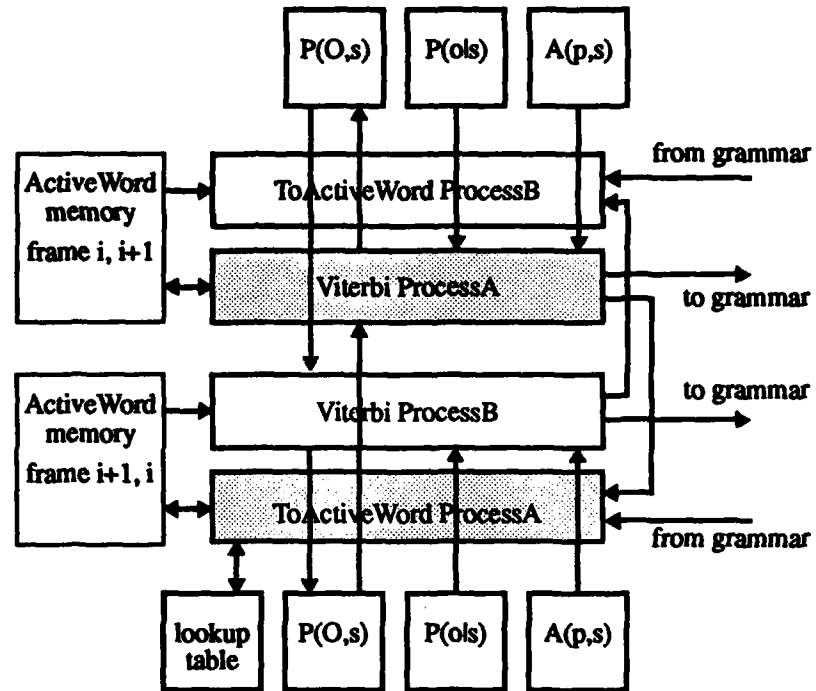 P(O,s)
P(o|s)
A(p,s)
from grammar
ActiveWord
memory
frame i, i+1
ToActiveWord ProcessB
Viterbi ProcessA
to grammar
to grammar
ActiveWord
memory
frame i+1, i
Viterbi ProcessB
ToActiveWord ProcessA
from grammar
lookup
table
P(O,s)
P(o|s)
A(p,s)